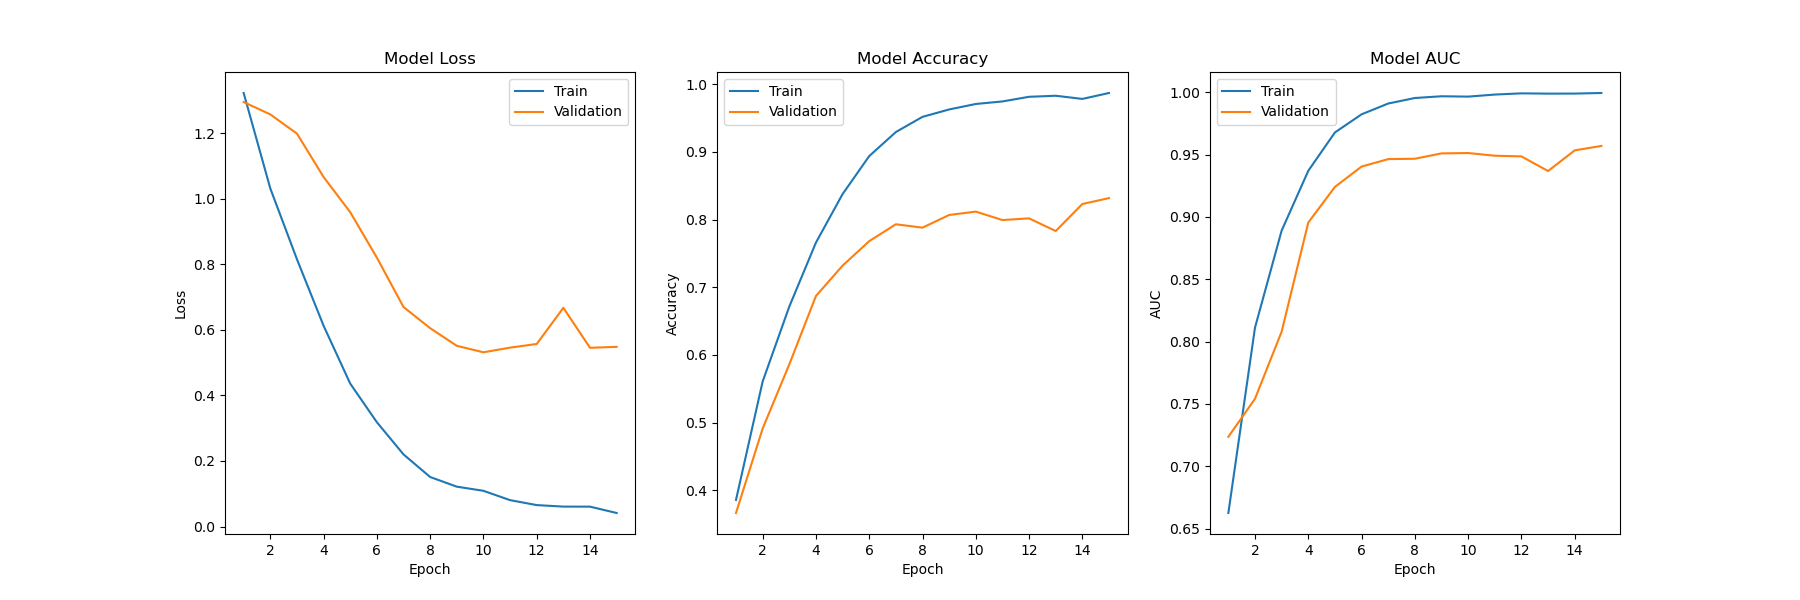 Model Loss
Train
Validation
1.2
1.0
0.8
0.6
0.4
0.2
0.0
Loss
2 4 6 8 10 12 14
Epoch
Model Accuracy
Train
Validation
1.0
0.9
0.8
0.7
0.6
0.5
0.4
Accuracy
2 4 6 8 10 12 14
Epoch
Model AUC
Train
Validation
1.00
0.95
0.90
0.85
0.80
0.75
0.70
0.65
AUC
2 4 6 8 10 12 14
Epoch